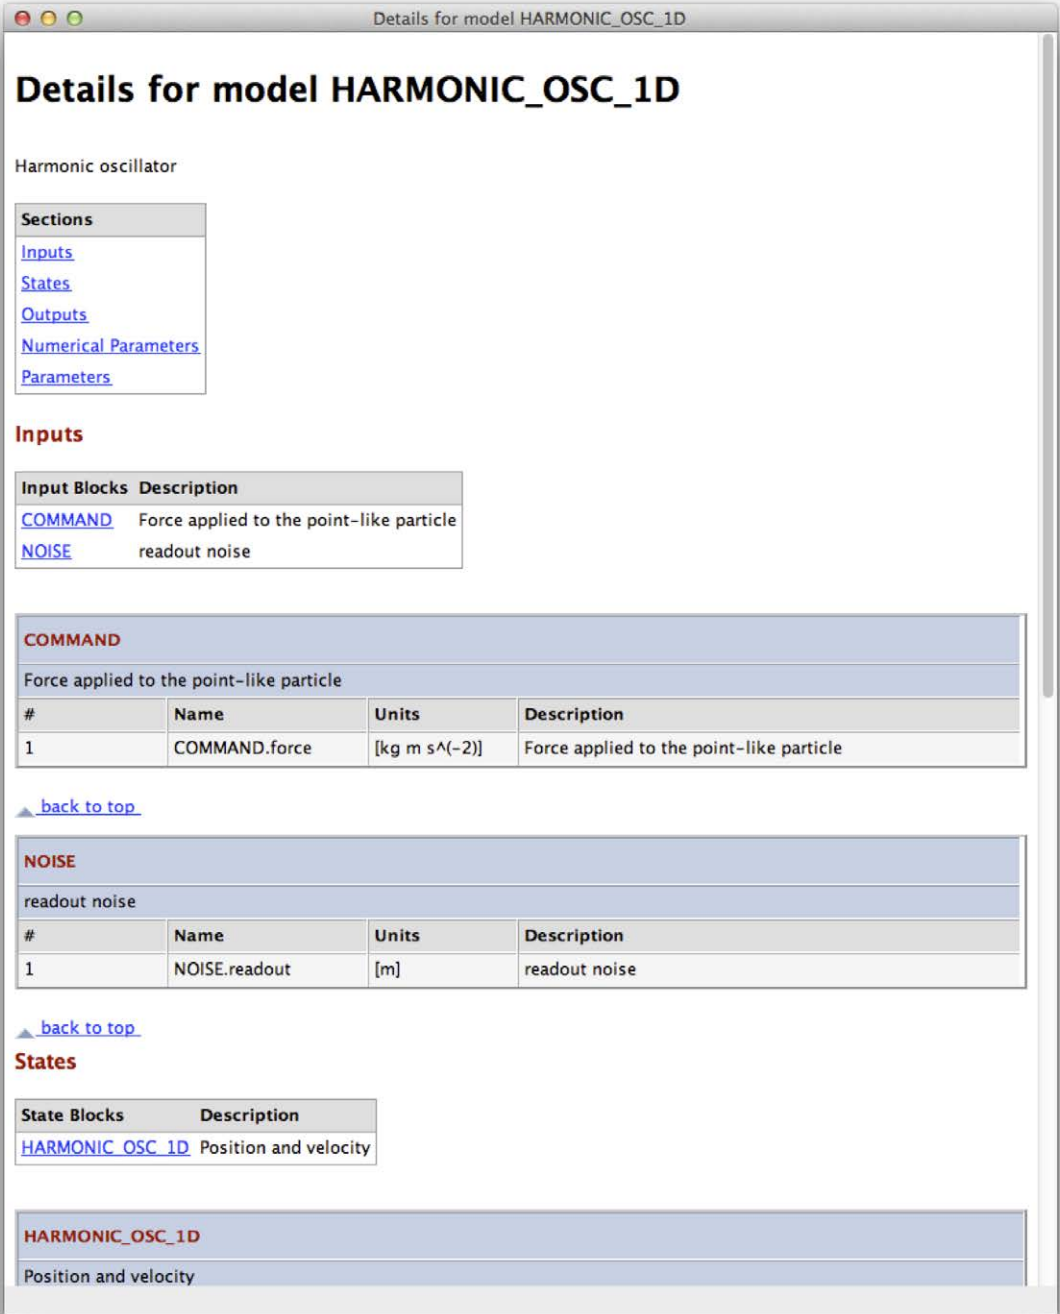 Details for model HARMONIC_OSC_1D
Details for model HARMONIC_OSC_1D
Harmonic oscillator
Sections
Inputs
States
Outputs
Numerical Parameters
Parameters
Inputs
Input Blocks Description
COMMAND Force applied to the point-like particle
NOISE readout noise
COMMAND
Force applied to the point-like particle
# Name Units Description
1 COMMAND.force [kg m s^(-2)] Force applied to the point-like particle
back to top
NOISE
readout noise
# Name Units Description
1 NOISE.readout [m] readout noise
back to top
States
State Blocks Description
HARMONIC_OSC_1D Position and velocity
HARMONIC_OSC_1D
Position and velocity